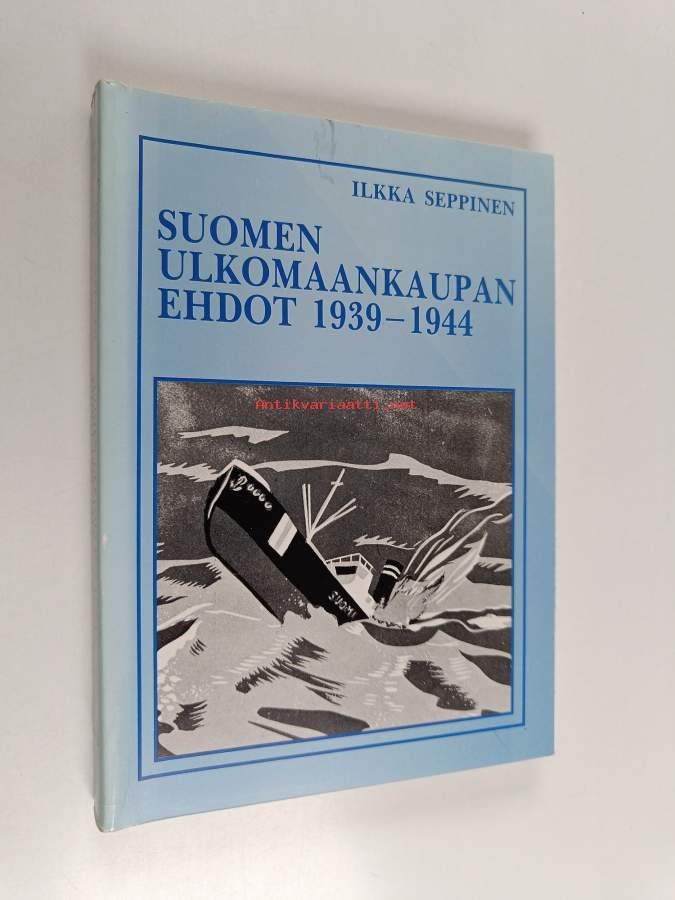 ILKKA SEPPINEN
SUOMEN
ULKOMAANKAUPAN
EHDOT 1939–1944
Antikvariaatti.net
SUOMI